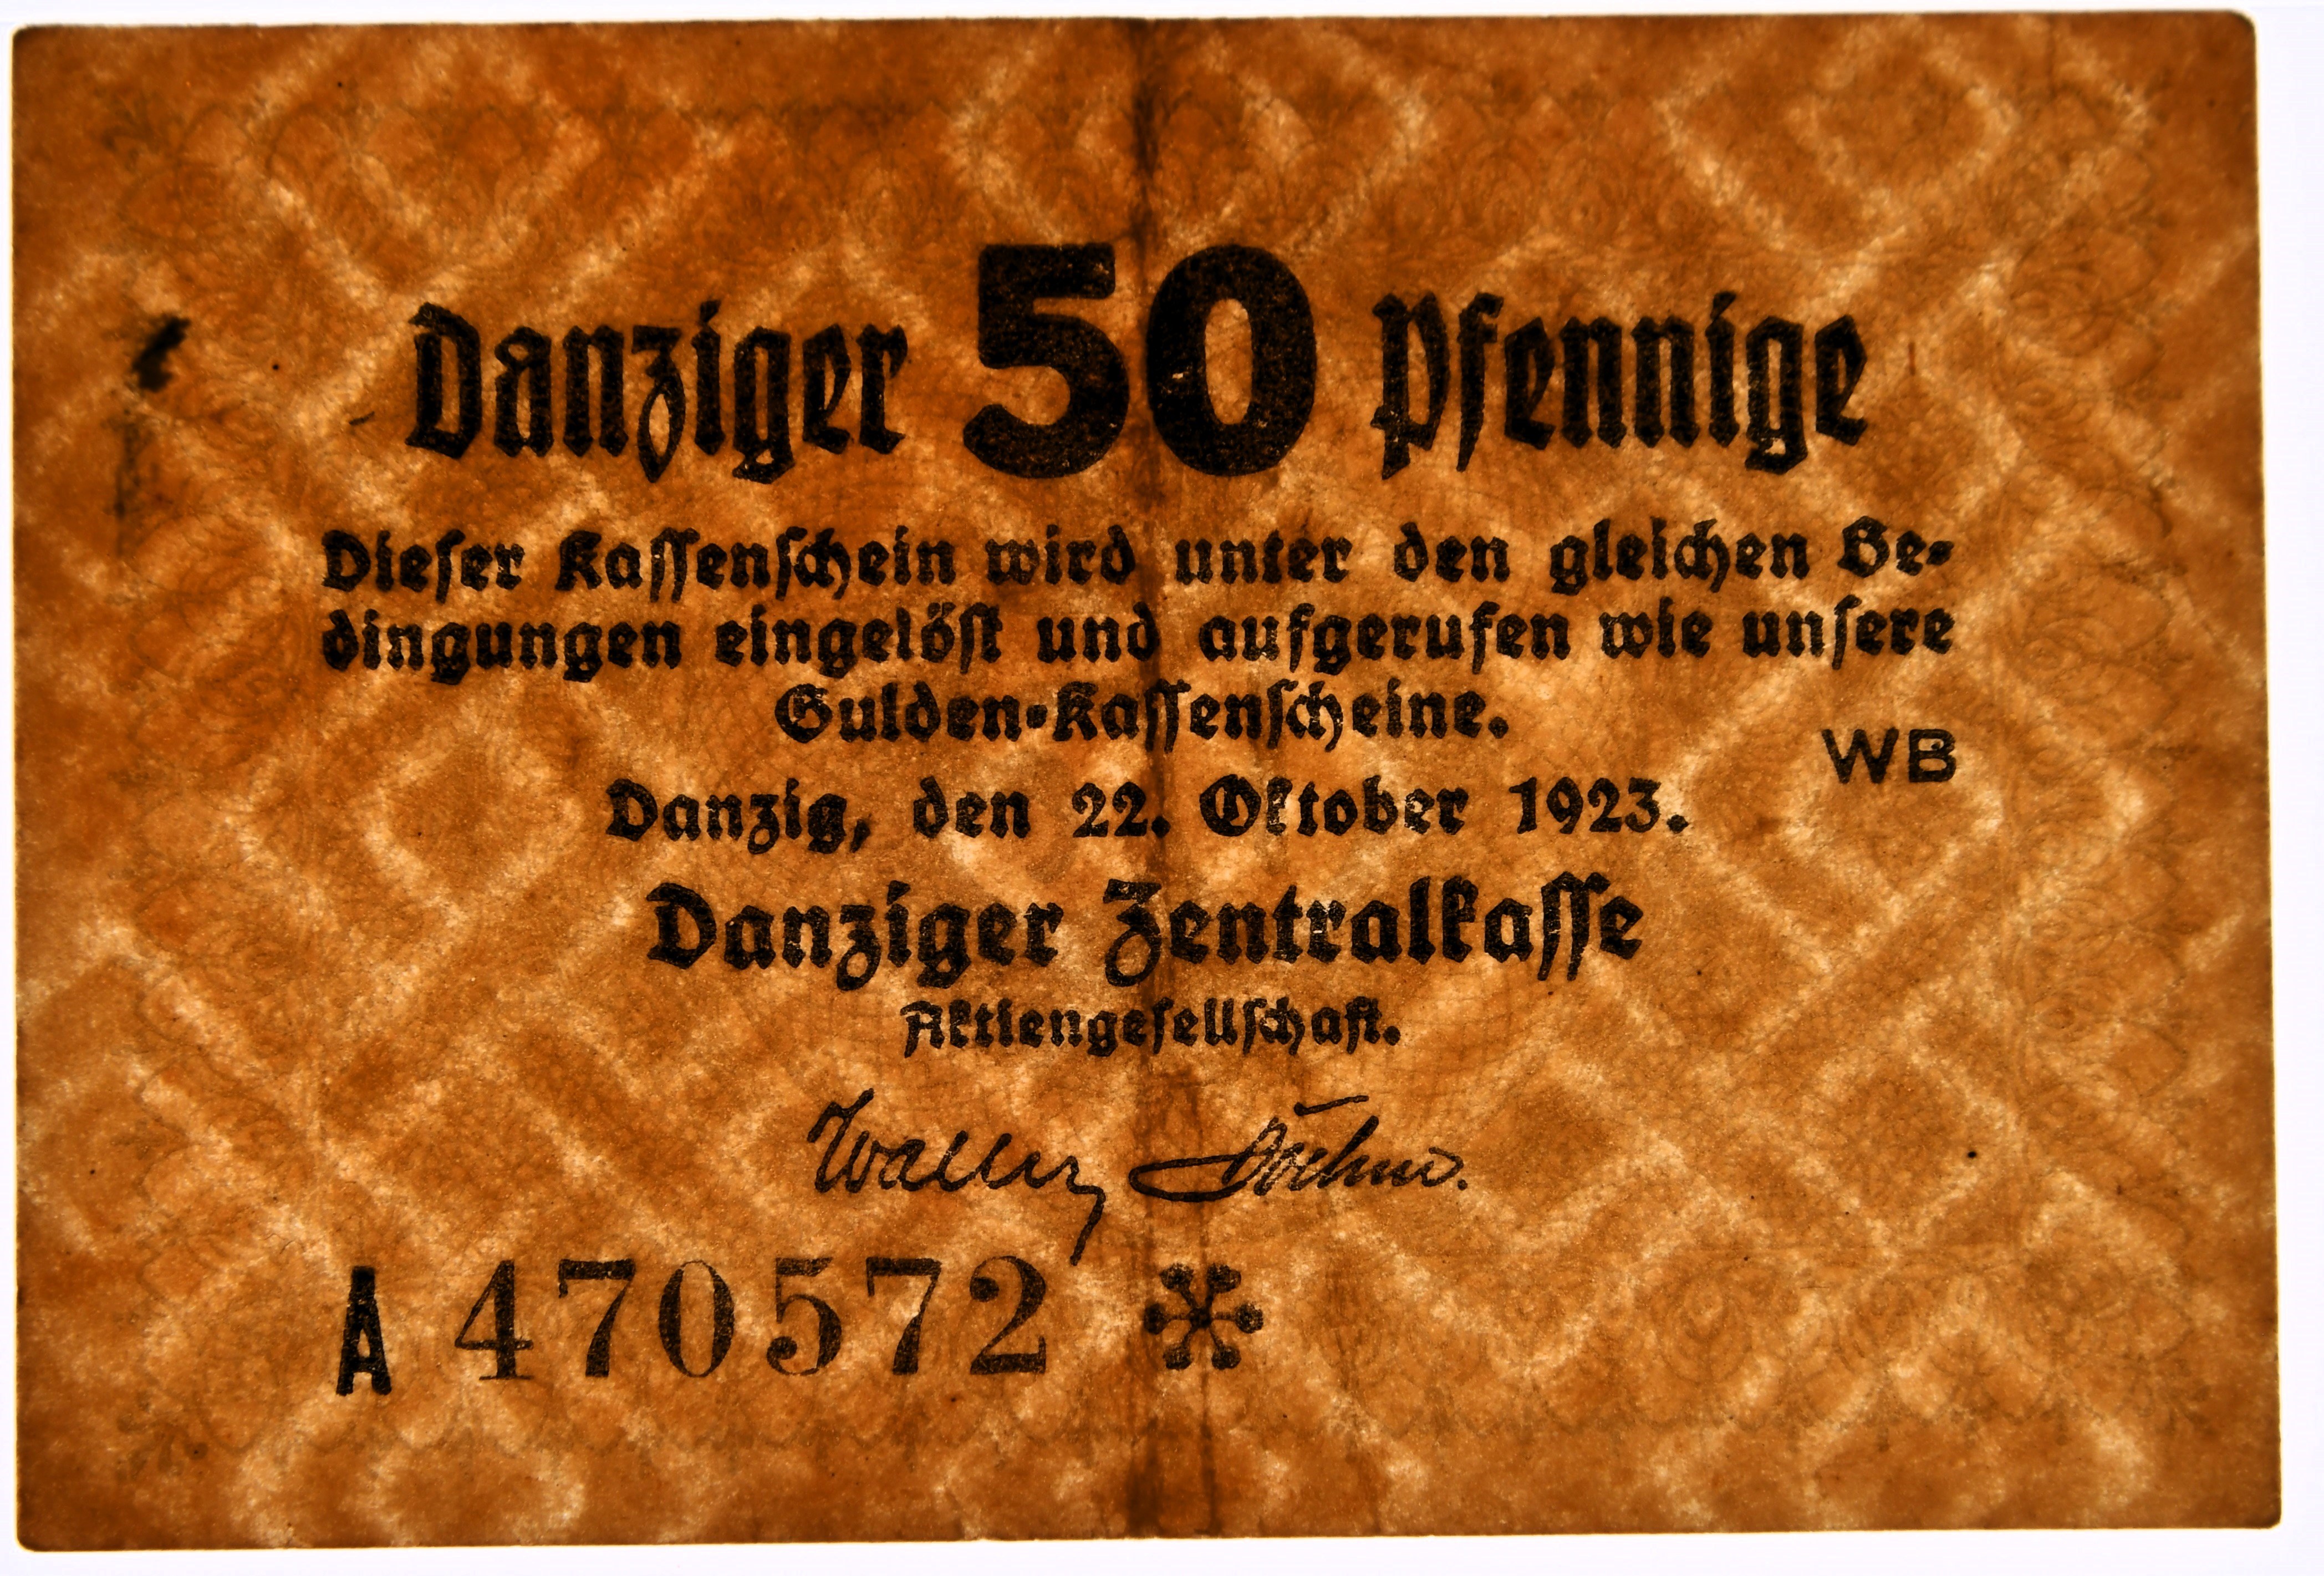 Danziger 50 Pfennige
Dieser Kassenschein wird unter den gleichen Be-
dingungen eingelöst und aufgerufen wie unsere
Gulden-Kassenscheine.
WB
Danzig, den 22. Oktober 1923.
Danziger Zentralkasse
Aktiengesellschaft.
A 470572